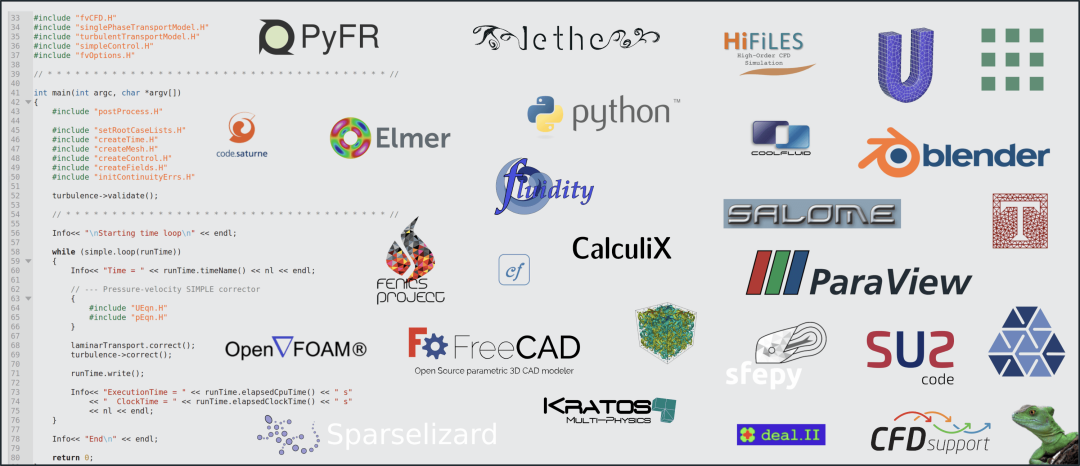 33 #include "fvCFD.H"
34 #include "singlePhaseTransportModel.H"
35 #include "turbulentTransportModel.H"
36 #include "simpleControl.H"
37 #include "fvOptions.H"
38
39 // * * * * * * * * * * * * * * * * * * * * * * * * * * * * * * * * * * * * * //
40
41 int main(int argc, char *argv[])
42 {
43 #include "postProcess.H"
44
45 #include "setRootCaseLists.H"
46 #include "createTime.H"
47 #include "createMesh.H"
48 #include "createControl.H"
49 #include "createFields.H"
50 #include "initContinuityErrs.H"
51
52 turbulence->validate();
53
54 // * * * * * * * * * * * * * * * * * * * * * * * * * * * * * * * * * * * * * //
55
56 Info<< "\nStarting time loop\n" << endl;
57
58 while (simple.loop(runTime))
59 {
60 Info<< "Time = " << runTime.timeName() << nl << endl;
61
62 // --- Pressure-velocity SIMPLE corrector
63 {
64 #include "UEqn.H"
65 #include "pEqn.H"
66 }
67
68 laminarTransport.correct();
69 turbulence->correct();
70
71 runTime.write();
72
73 Info<< "ExecutionTime = " << runTime.elapsedCpuTime() << " s"
74 << "  ClockTime = " << runTime.elapsedClockTime() << " s"
75 << nl << endl;
76 }
77
78 Info<< "End\n" << endl;
79
80 return 0;
PyFR
Nethe
HiFiLES
High-Order CFD
Simulation
U
python™
code.saturne
Elmer
COOLFLUID
blender
fluidity
SALOME
T
CalculiX
cf
FENICS
PROJECT
ParaView
Open∇FOAM®
FreeCAD
Open Source parametric 3D CAD modeler
sfepy
SU2
code
KRATOS
MULTI-PHYSICS
Sparselizard
deal.II
CFDsupport